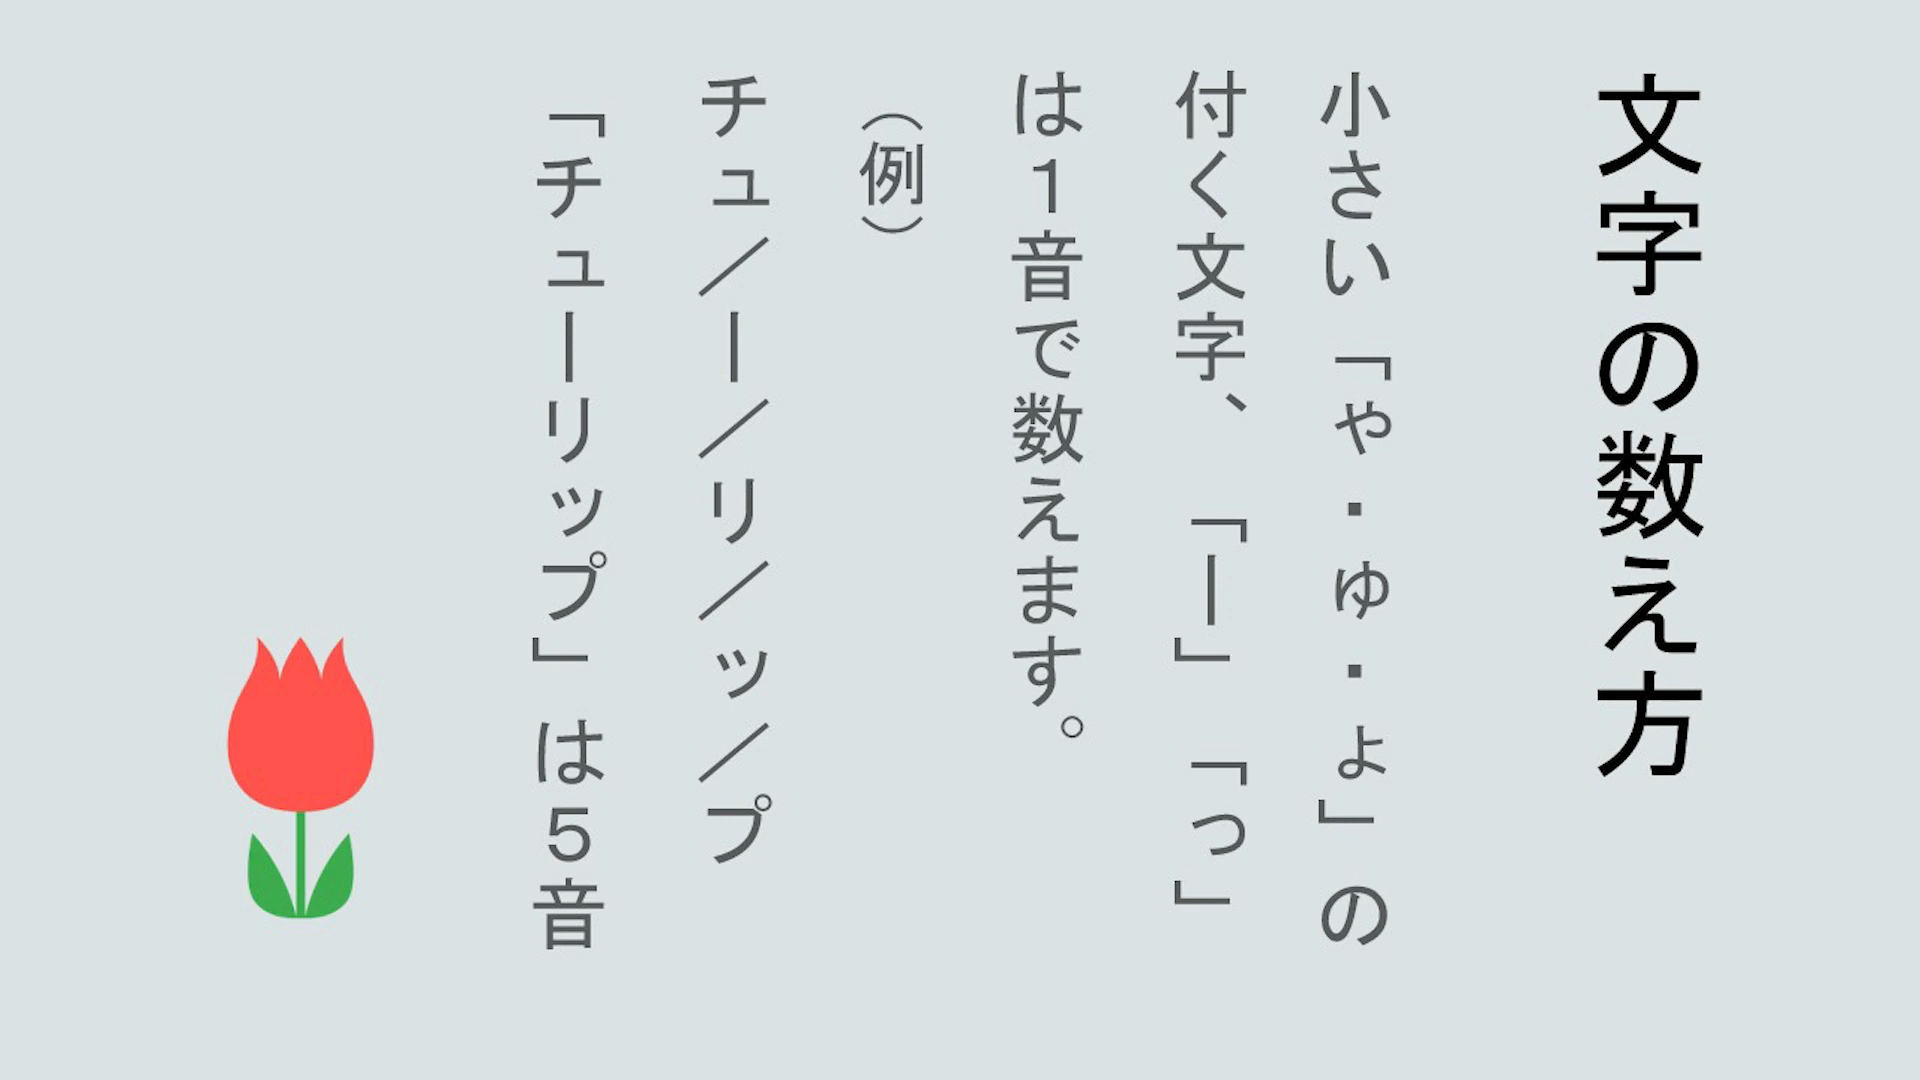 文字の数え方
小さい「ゃ・ゅ・ょ」の
付く文字、「ー」「っ」
は1音で数えます。
（例）
チュ／ー／リ／ッ／プ
「チューリップ」は5音